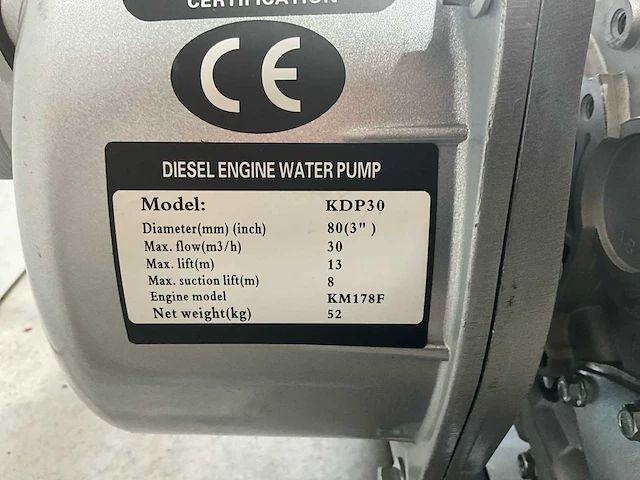 CERTIFICATION
CE
DIESEL ENGINE WATER PUMP
Model: KDP30
Diameter(mm) (inch) 80(3")
Max. flow(m3/h) 30
Max. lift(m) 13
Max. suction lift(m) 8
Engine model KM178F
Net weight(kg) 52